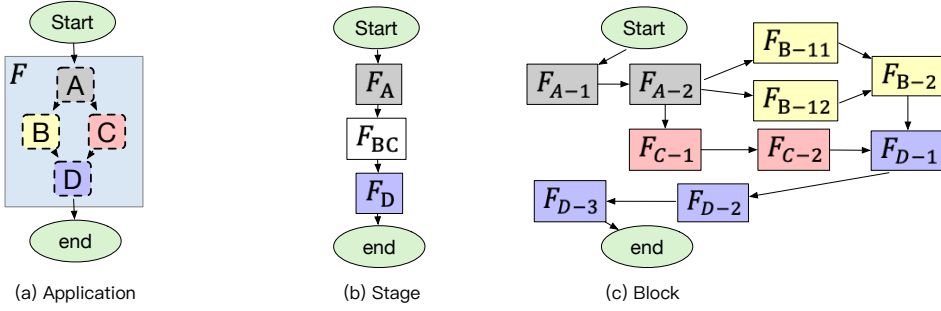 Start
F
A
B
C
D
end
(a) Application
Start
F_A
F_BC
F_D
end
(b) Stage
Start
F_A−1
F_A−2
F_B−11
F_B−12
F_B−2
F_C−1
F_C−2
F_D−1
F_D−3
F_D−2
end
(c) Block